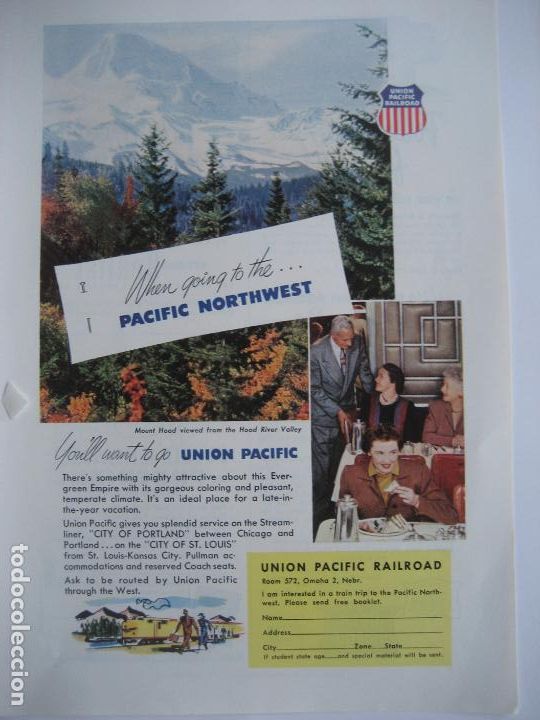 UNION
PACIFIC
RAILROAD
When going to the...
PACIFIC NORTHWEST
Mount Hood viewed from the Hood River Valley
You'll want to go UNION PACIFIC
There's something mighty attractive about this Ever-
green Empire with its gorgeous coloring and pleasant,
temperate climate. It's an ideal place for a late-in-
the-year vacation.
Union Pacific gives you splendid service on the Stream-
liner, "CITY OF PORTLAND" between Chicago and
Portland...on the "CITY OF ST. LOUIS"
from St. Louis-Kansas City. Pullman ac-
commodations and reserved Coach seats.
Ask to be routed by Union Pacific
through the West.
UNION PACIFIC RAILROAD
Room 572, Omaha 2, Nebr.
I am interested in a train trip to the Pacific North-
west. Please send free booklet.
Name
Address
City Zone State
If student state age and special material will be sent.
todocoleccion